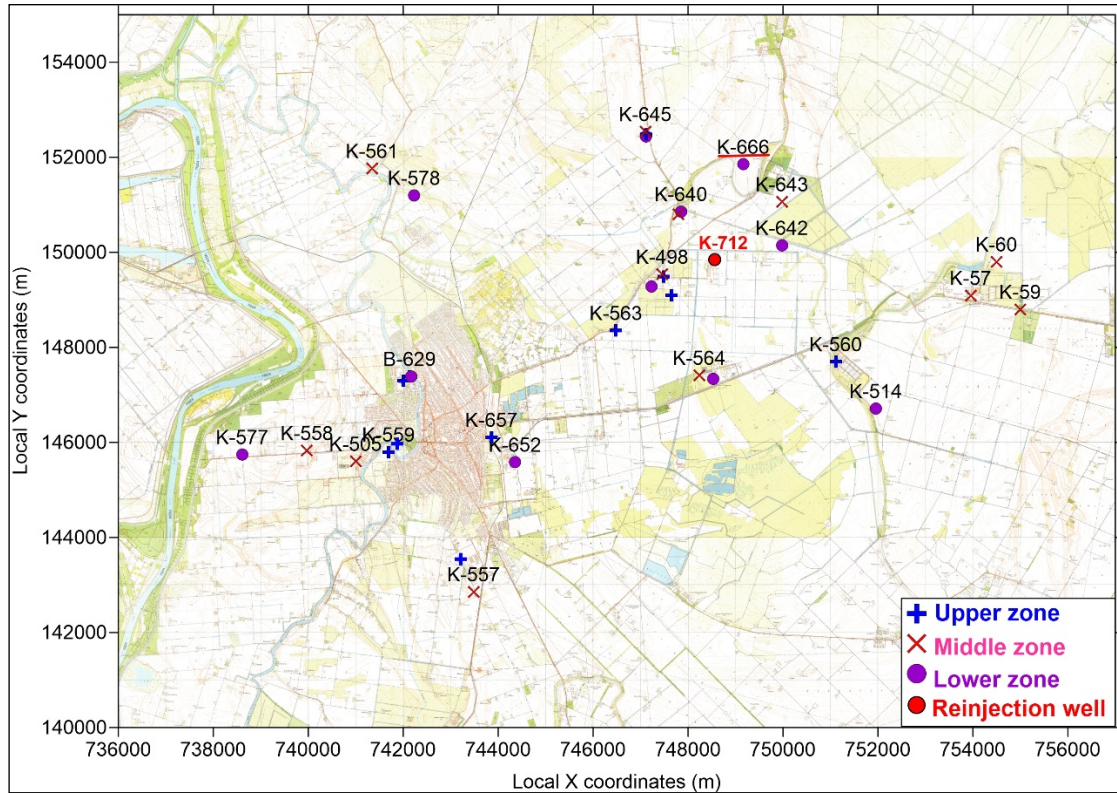 154000
152000
150000
148000
146000
144000
142000
140000
Local Y coordinates (m)
K-645
K-561
K-666
K-578
K-643
K-640
K-642
K-712
K-60
K-498
K-57
K-59
K-563
K-560
B-629
K-564
K-514
K-657
K-577
K-558
K-505
K-559
K-652
K-557
Upper zone
Middle zone
Lower zone
Reinjection well
736000 738000 740000 742000 744000 746000 748000 750000 752000 754000 756000
Local X coordinates (m)